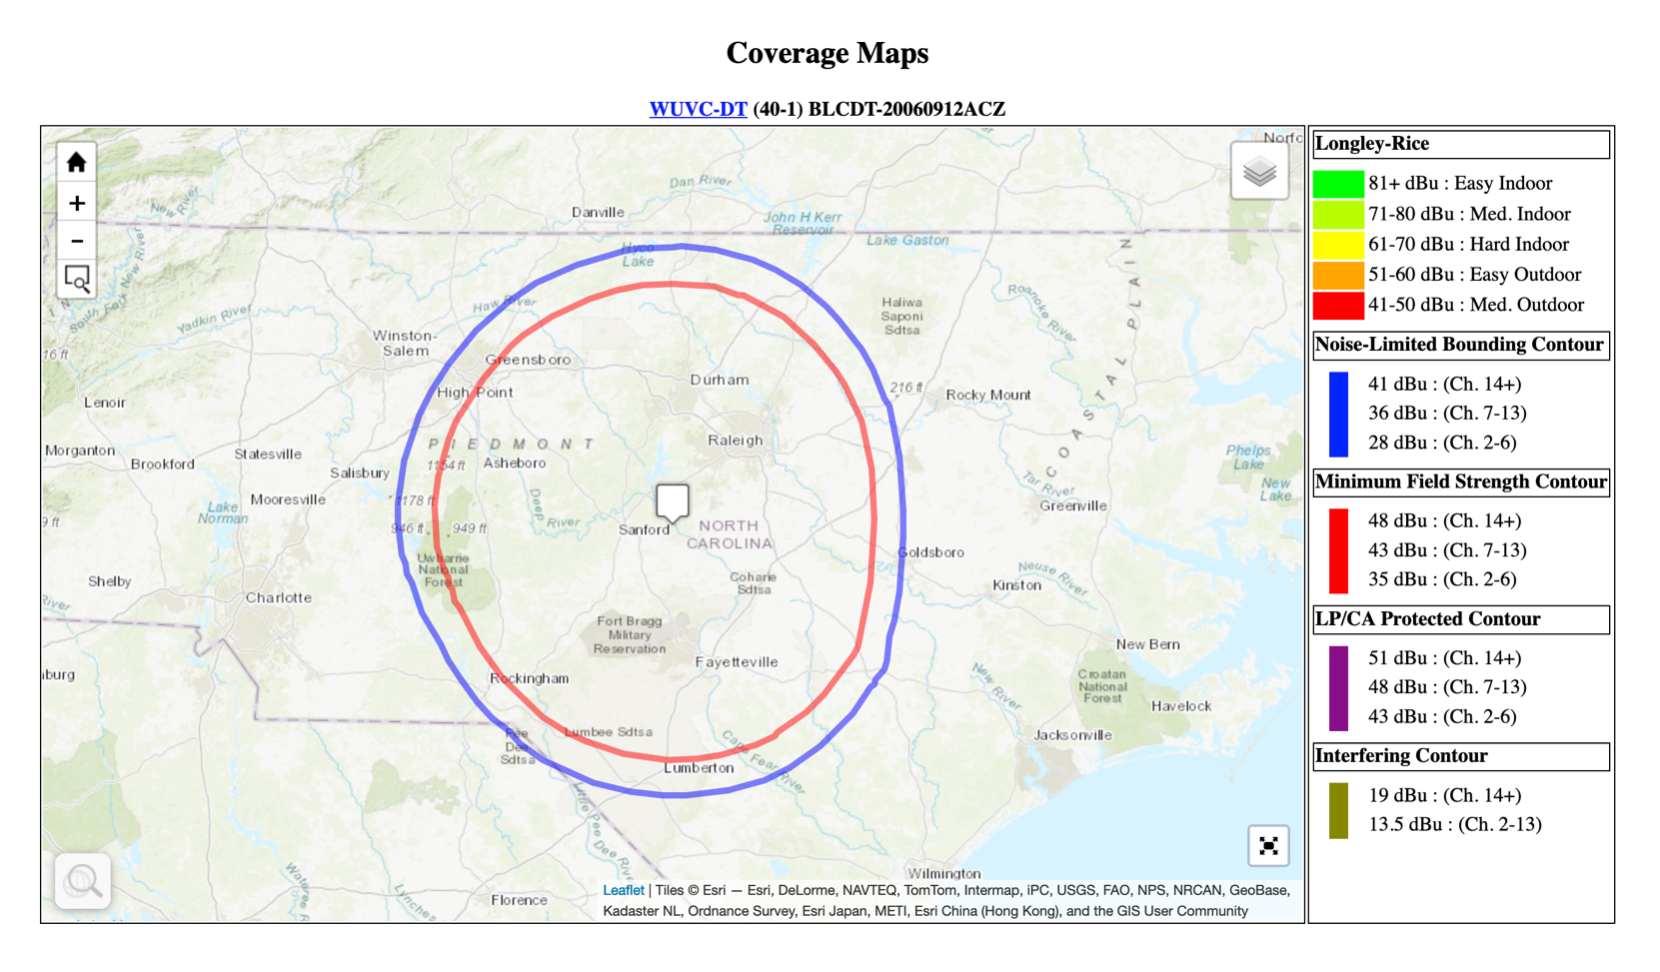 Coverage Maps
WUVC-DT (40-1) BLCDT-20060912ACZ
Norfo
Dan River
New River
Danville
John H Kerr
Reservoir
Lake Gaston
Hyco
Lake
South Fork New River
Haw River
Yadkin River
Roanoke River
COASTAL PLAIN
Haliwa
Saponi
Sdtsa
Winston-
Salem
16 ft
Greensboro
Durham
216 ft
High Point
Rocky Mount
Lenoir
PIEDMONT
Raleigh
Morganton
Brookford
Statesville
Salisbury
1154 ft
Asheboro
Phelps
Lake
Mooresville
1178 ft
Tar River
New
Lake
Lake
Norman
Deep
River
Greenville
9 ft
946 ft
949 ft
Sanford
NORTH
CAROLINA
Goldsboro
Uwharrie
National
Forest
Neuse River
Shelby
Coharie
Sdtsa
Kinston
Charlotte
River
Fort Bragg
Military
Reservation
New Bern
Fayetteville
nburg
Rockingham
New River
Croatan
National
Forest
Havelock
Pee
Dee
Sdtsa
Lumbee Sdtsa
Cape Fear River
Jacksonville
Lumberton
Little Pee Dee River
Wilmington
Lynches
Florence
Leaflet | Tiles © Esri — Esri, DeLorme, NAVTEQ, TomTom, Intermap, iPC, USGS, FAO, NPS, NRCAN, GeoBase,
Kadaster NL, Ordnance Survey, Esri Japan, METI, Esri China (Hong Kong), and the GIS User Community
Longley-Rice
81+ dBu : Easy Indoor
71-80 dBu : Med. Indoor
61-70 dBu : Hard Indoor
51-60 dBu : Easy Outdoor
41-50 dBu : Med. Outdoor
Noise-Limited Bounding Contour
41 dBu : (Ch. 14+)
36 dBu : (Ch. 7-13)
28 dBu : (Ch. 2-6)
Minimum Field Strength Contour
48 dBu : (Ch. 14+)
43 dBu : (Ch. 7-13)
35 dBu : (Ch. 2-6)
LP/CA Protected Contour
51 dBu : (Ch. 14+)
48 dBu : (Ch. 7-13)
43 dBu : (Ch. 2-6)
Interfering Contour
19 dBu : (Ch. 14+)
13.5 dBu : (Ch. 2-13)